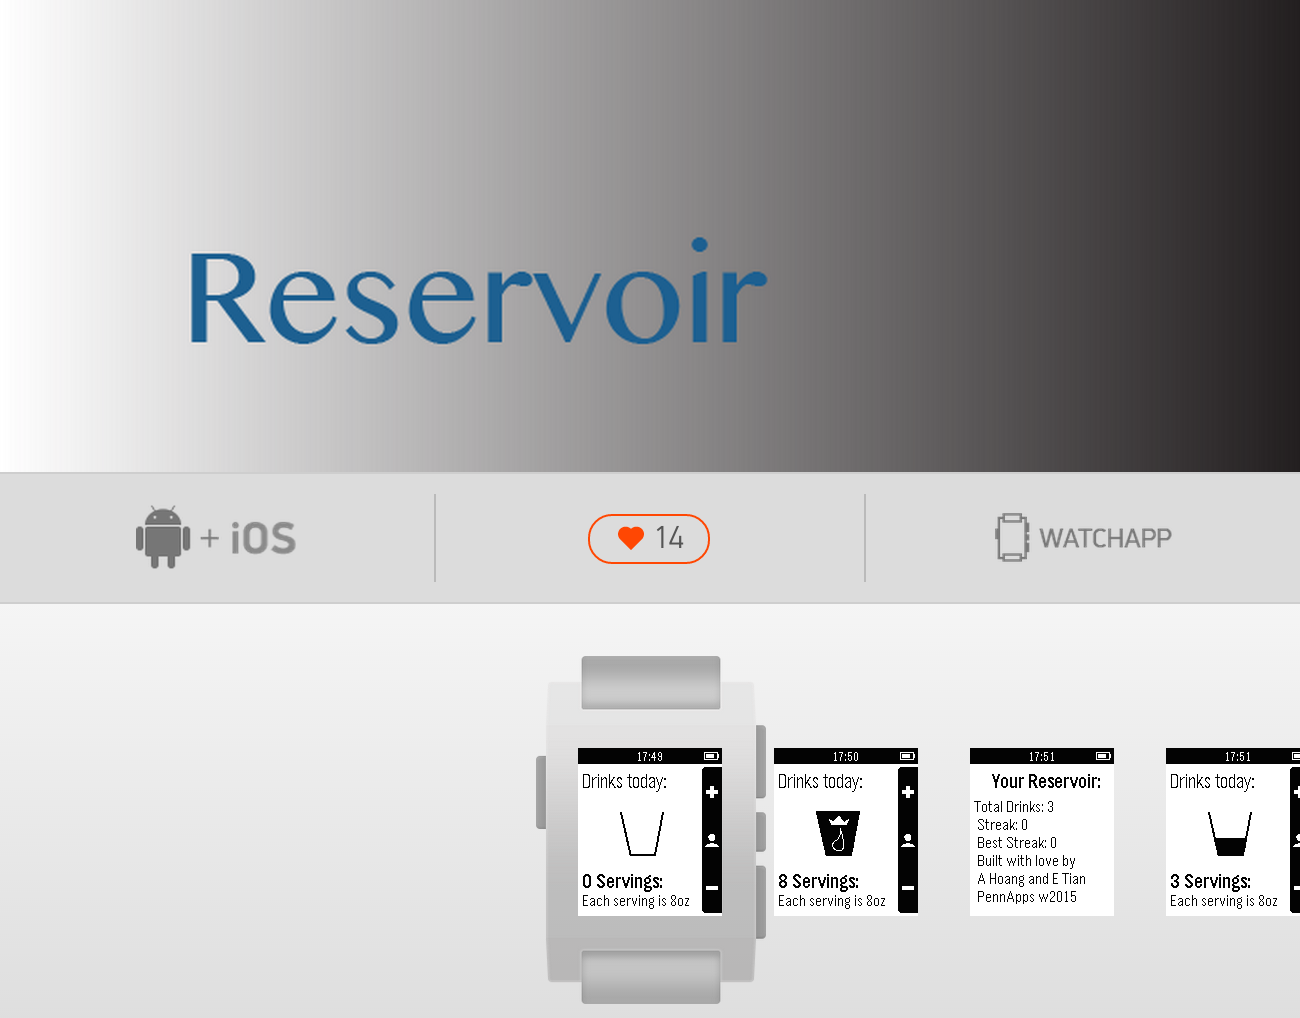 Reservoir
+ iOS
14
WATCHAPP
17:49
Drinks today:
0 Servings:
Each serving is 8oz
17:50
Drinks today:
8 Servings:
Each serving is 8oz
17:51
Your Reservoir:
Total Drinks: 3
Streak: 0
Best Streak: 0
Built with love by
A Hoang and E Tian
PennApps w2015
17:51
Drinks today:
3 Servings:
Each serving is 8oz